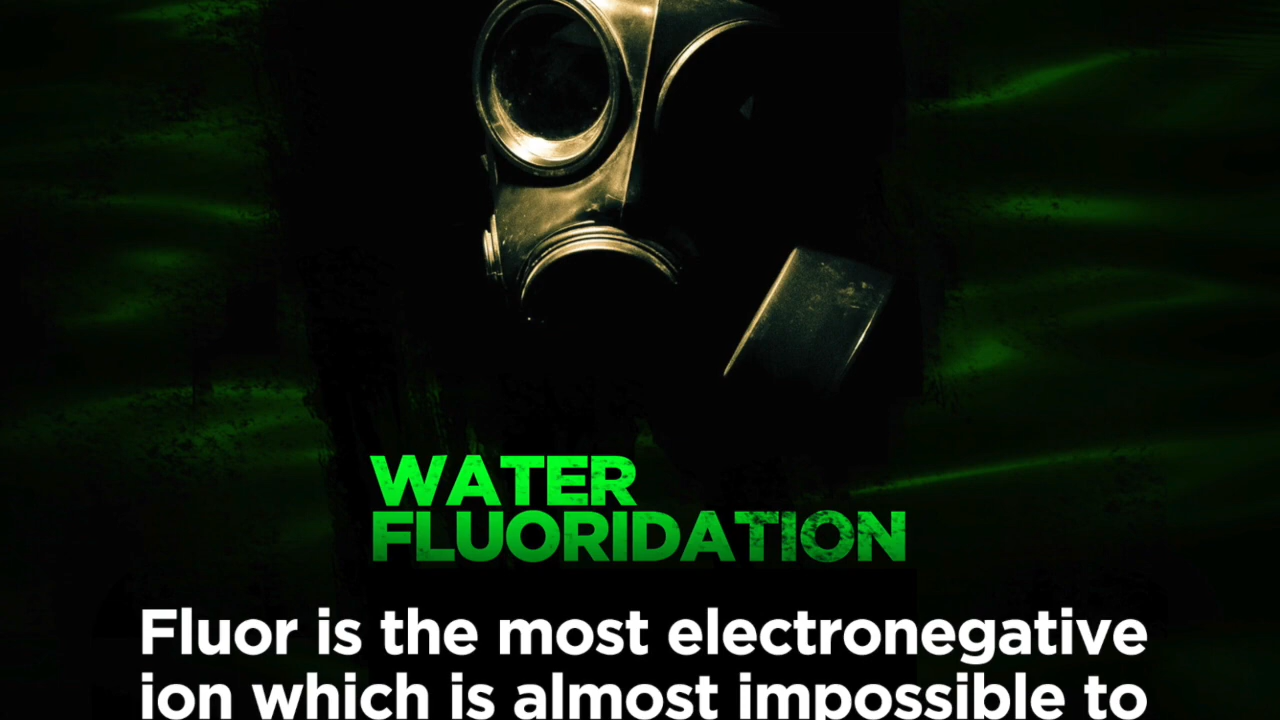 WATER
FLUORIDATION
Fluor is the most electronegative
ion which is almost impossible to